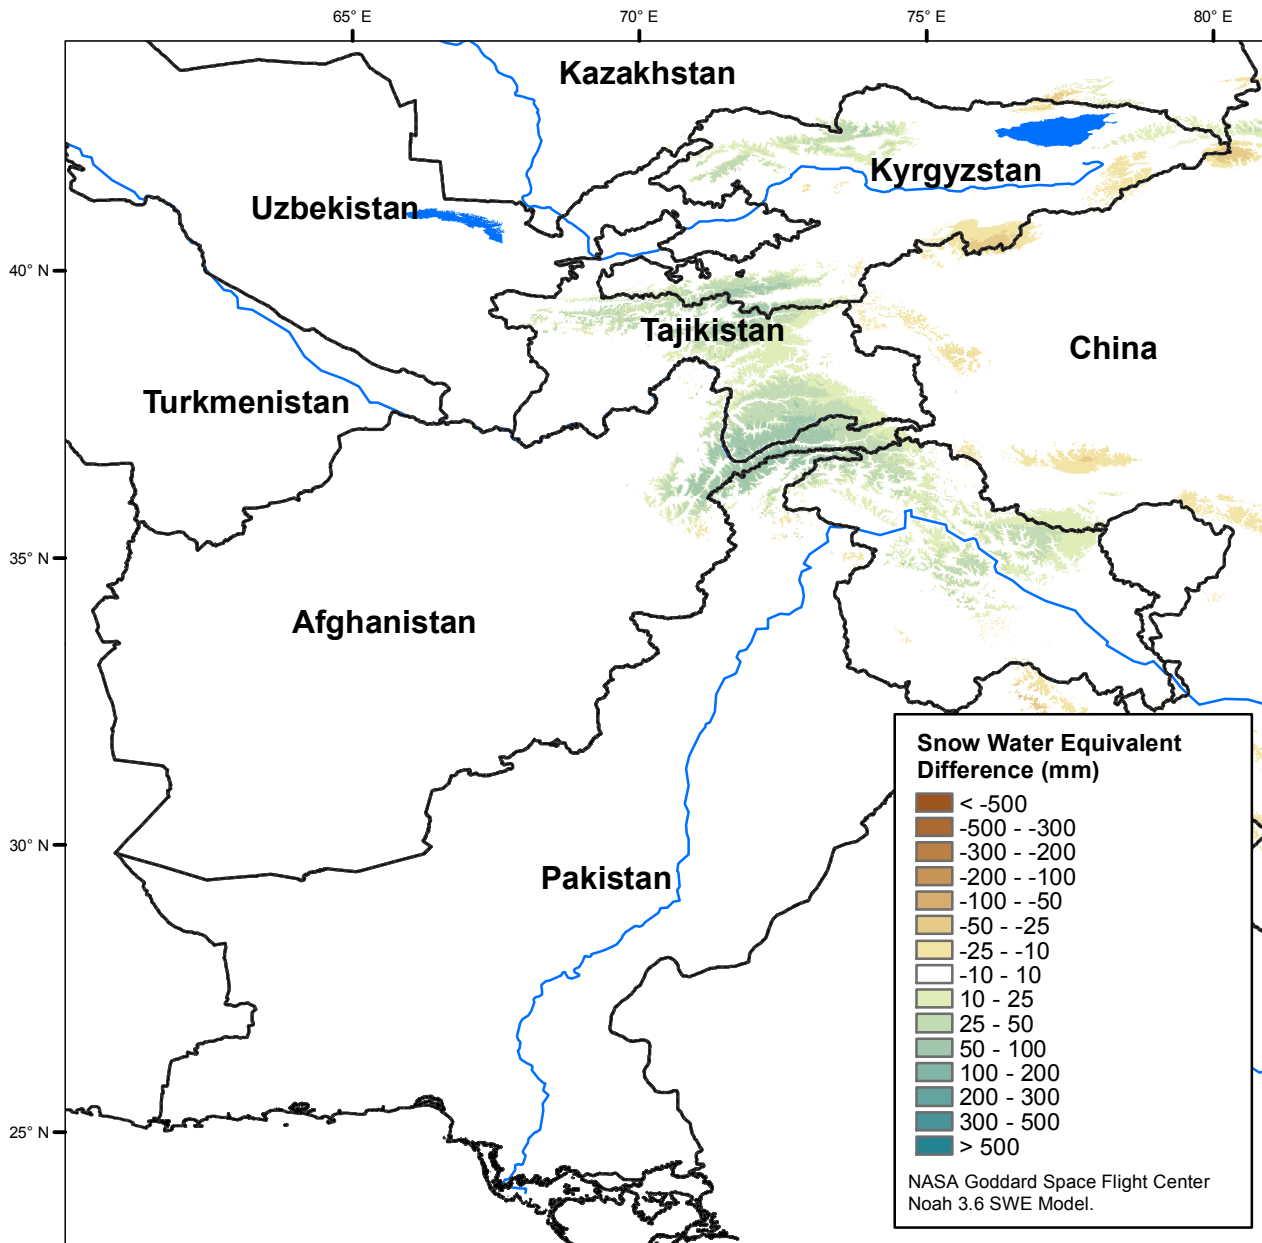 65° E
70° E
75° E
80° E
Kazakhstan
Kyrgyzstan
Uzbekistan
40° N
Tajikistan
China
Turkmenistan
35° N
Afghanistan
30° N
Pakistan
25° N
Snow Water Equivalent
Difference (mm)
< -500
-500 - -300
-300 - -200
-200 - -100
-100 - -50
-50 - -25
-25 - -10
-10 - 10
10 - 25
25 - 50
50 - 100
100 - 200
200 - 300
300 - 500
> 500
NASA Goddard Space Flight Center
Noah 3.6 SWE Model.